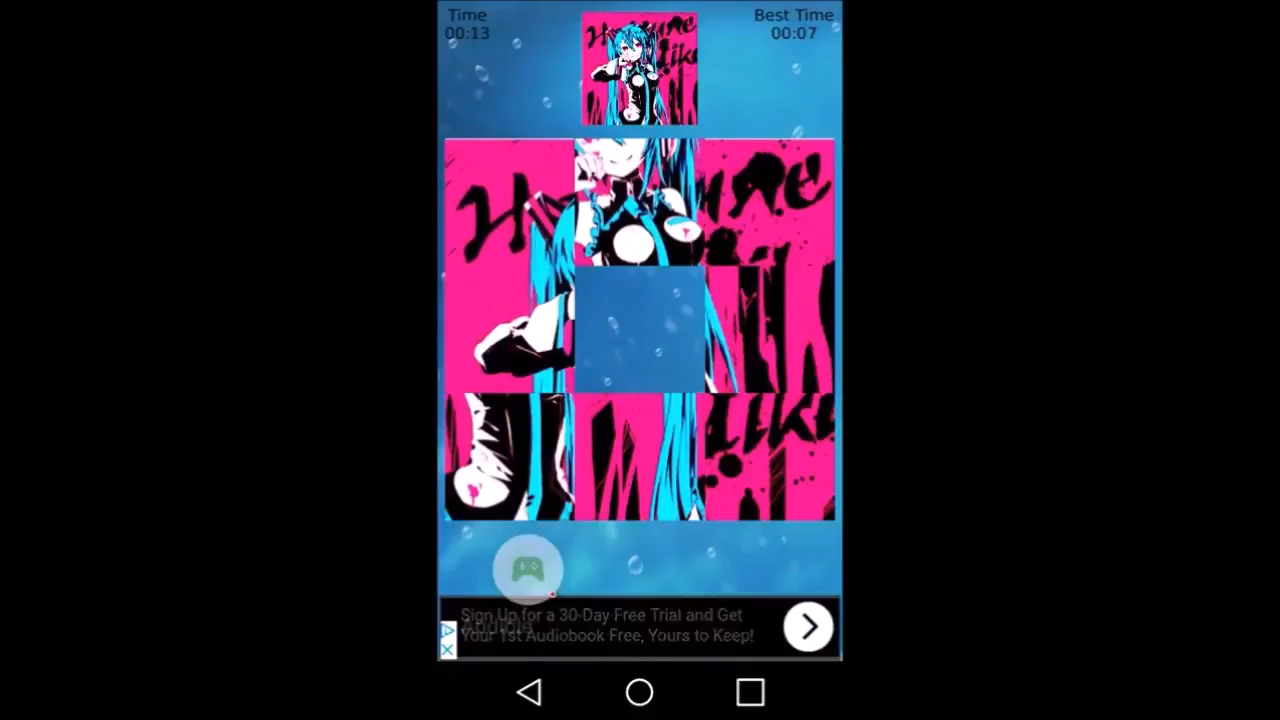 Time
Best Time
00:13
00:07
Sign Up for a 30-Day Free Trial and Get
Your 1st Audiobook Free, Yours to Keep!
Audible